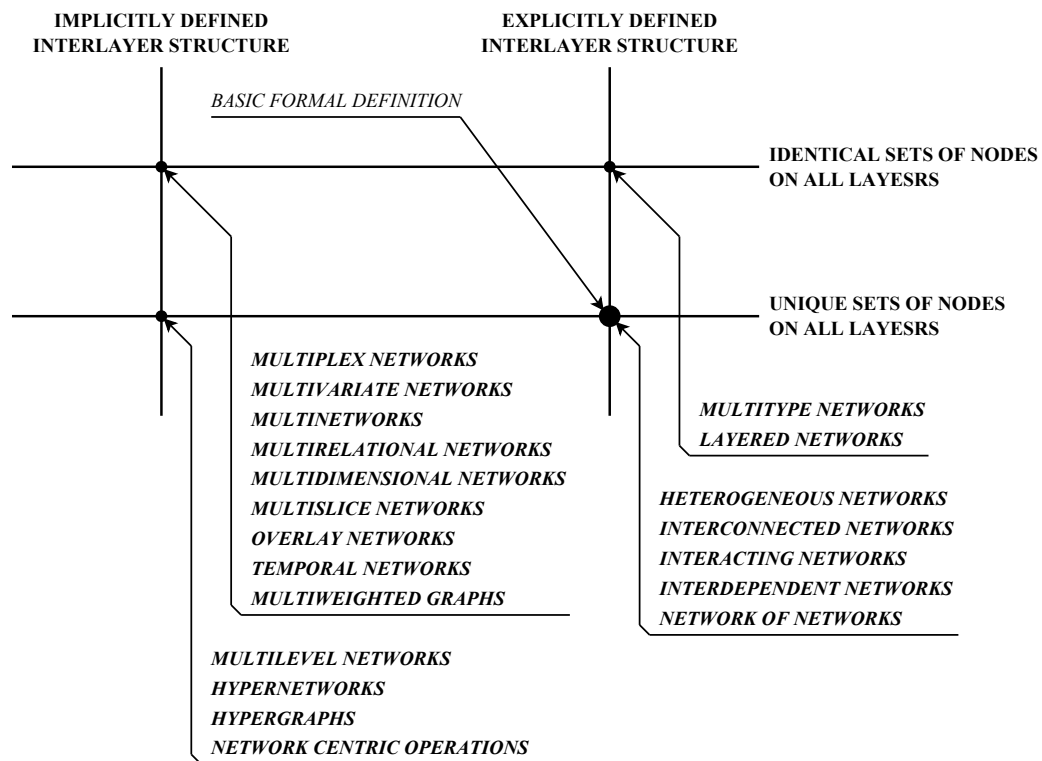 IMPLICITLY DEFINED
INTERLAYER STRUCTURE
EXPLICITLY DEFINED
INTERLAYER STRUCTURE
BASIC FORMAL DEFINITION
IDENTICAL SETS OF NODES
ON ALL LAYESRS
UNIQUE SETS OF NODES
ON ALL LAYESRS
MULTIPLEX NETWORKS
MULTIVARIATE NETWORKS
MULTINETWORKS
MULTIRELATIONAL NETWORKS
MULTIDIMENSIONAL NETWORKS
MULTISLICE NETWORKS
OVERLAY NETWORKS
TEMPORAL NETWORKS
MULTIWEIGHTED GRAPHS
MULTITYPE NETWORKS
LAYERED NETWORKS
HETEROGENEOUS NETWORKS
INTERCONNECTED NETWORKS
INTERACTING NETWORKS
INTERDEPENDENT NETWORKS
NETWORK OF NETWORKS
MULTILEVEL NETWORKS
HYPERNETWORKS
HYPERGRAPHS
NETWORK CENTRIC OPERATIONS